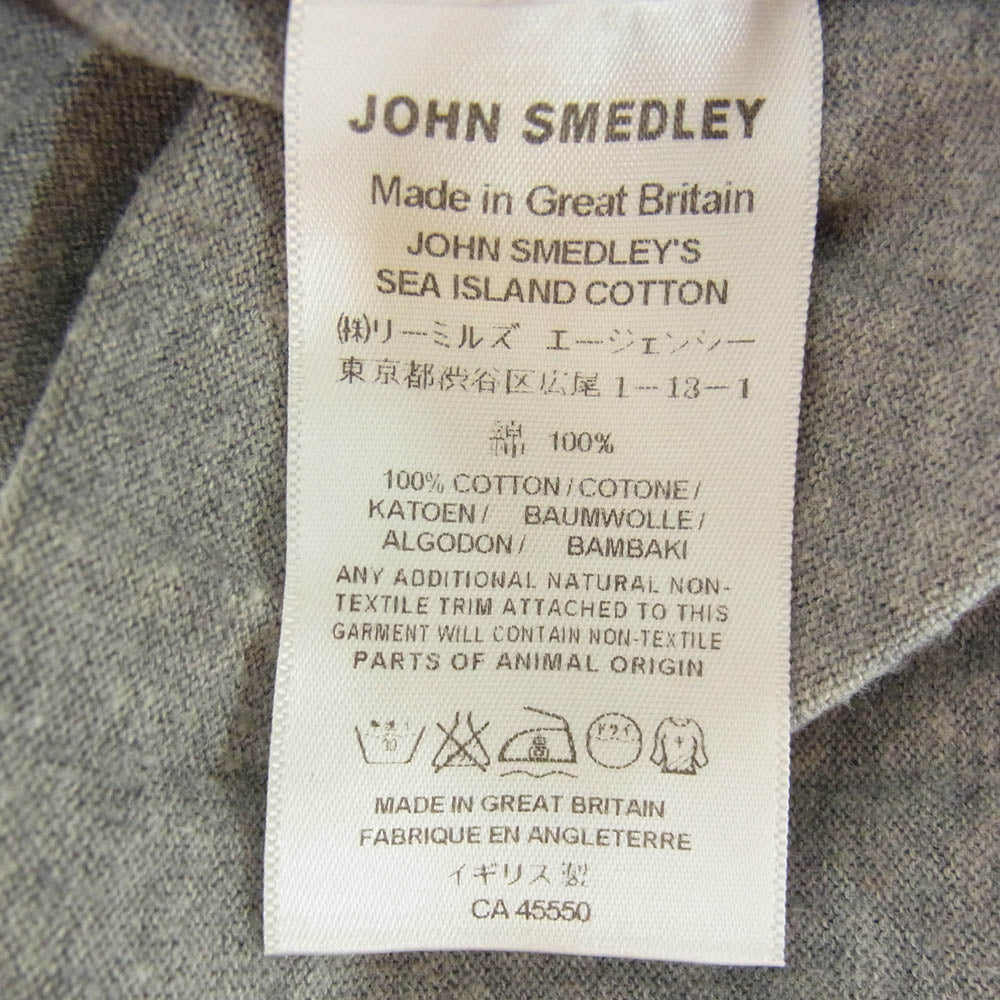 JOHN SMEDLEY
Made in Great Britain
JOHN SMEDLEY'S
SEA ISLAND COTTON
㈱リーミルズ エージェンシー
東京都渋谷区広尾1-13-1
綿 100%
100% COTTON / COTONE /
KATOEN / BAUMWOLLE /
ALGODON / BAMBAKI
ANY ADDITIONAL NATURAL NON-
TEXTILE TRIM ATTACHED TO THIS
GARMENT WILL CONTAIN NON-TEXTILE
PARTS OF ANIMAL ORIGIN
MADE IN GREAT BRITAIN
FABRIQUE EN ANGLETERRE
イギリス製
CA 45550